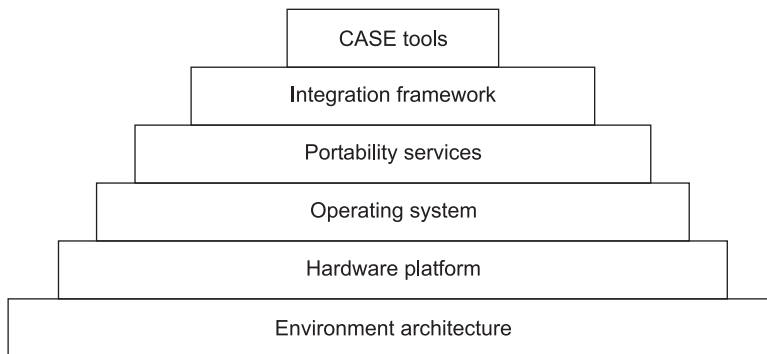 CASE tools
Integration framework
Portability services
Operating system
Hardware platform
Environment architecture